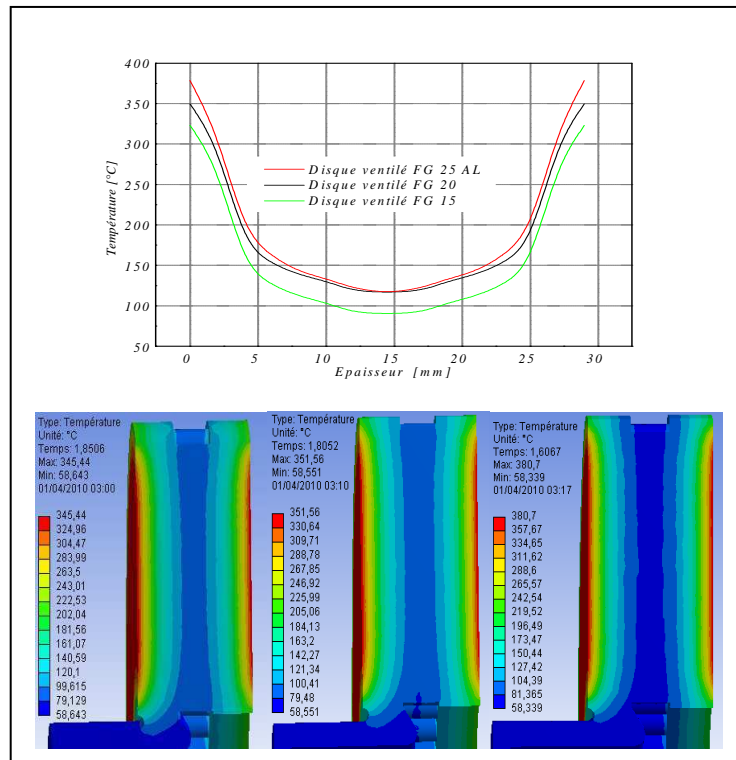 400
350
300
250
200
150
100
50
Température [°C]
Disque ventilé FG 25 AL
Disque ventilé FG 20
Disque ventilé FG 15
0 5 10 15 20 25 30
Epaisseur [mm]
Type: Température
Unité: °C
Temps: 1,8506
Max: 345,44
Min: 58,643
01/04/2010 03:00
345,44
324,96
304,47
283,99
263,5
243,01
222,53
202,04
181,56
161,07
140,59
120,1
99,615
79,129
58,643
Type: Température
Unité: °C
Temps: 1,8052
Max: 351,56
Min: 58,551
01/04/2010 03:10
351,56
330,64
309,71
288,78
267,85
246,92
225,99
205,06
184,13
163,2
142,27
121,34
100,41
79,48
58,551
Type: Température
Unité: °C
Temps: 1,6067
Max: 380,7
Min: 58,339
01/04/2010 03:17
380,7
357,67
334,65
311,62
288,6
265,57
242,54
219,52
196,49
173,47
150,44
127,42
104,39
81,365
58,339